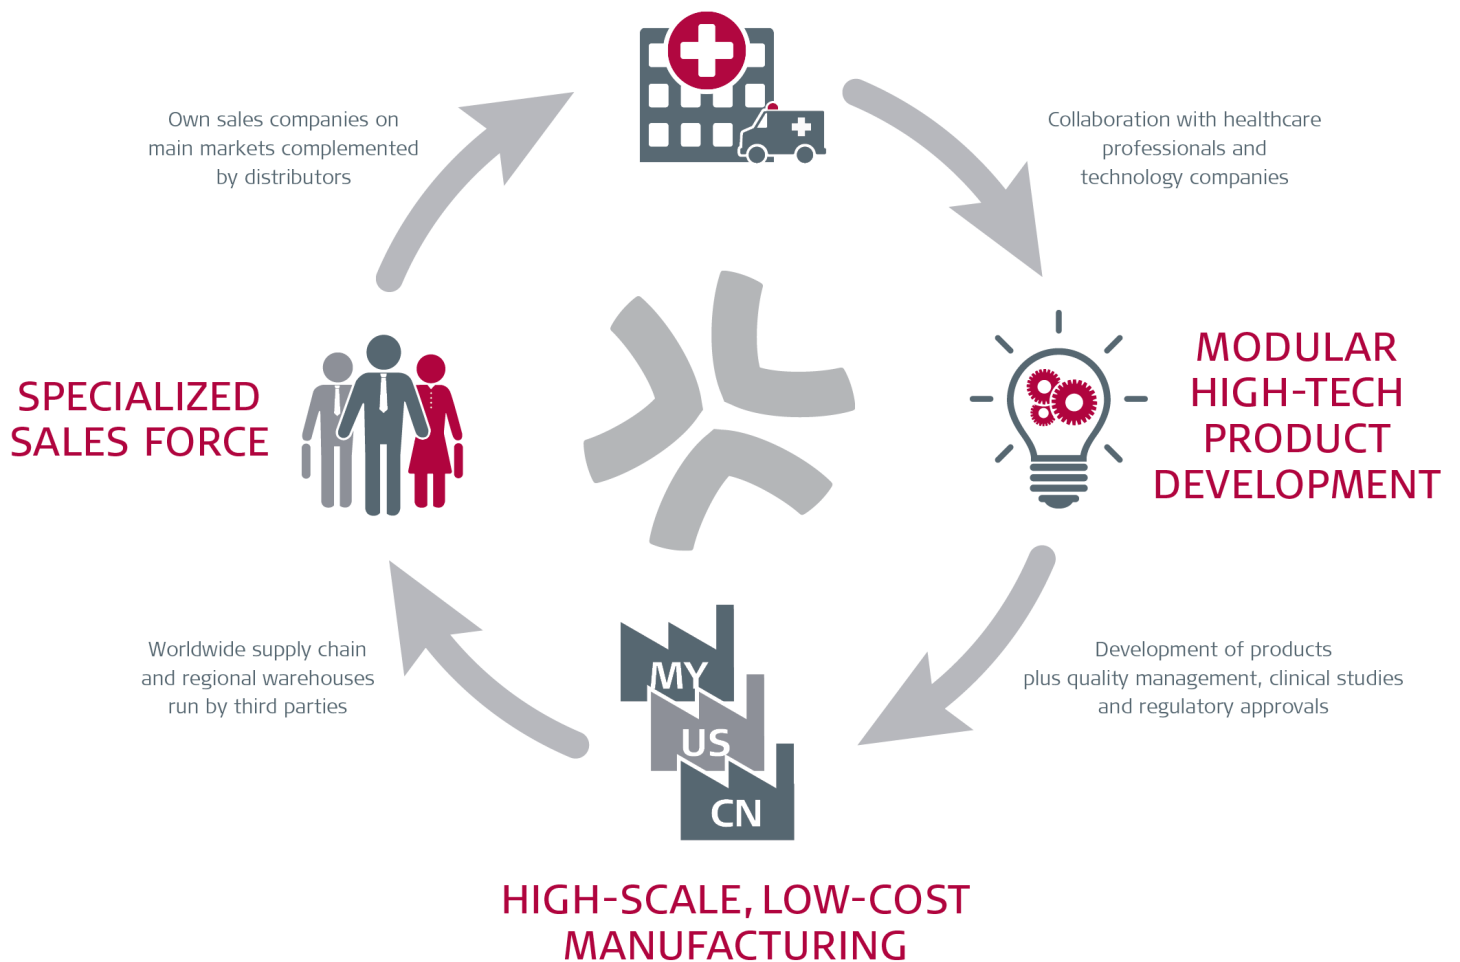 Own sales companies on
main markets complemented
by distributors
Collaboration with healthcare
professionals and
technology companies
MODULAR
HIGH-TECH
PRODUCT
DEVELOPMENT
SPECIALIZED
SALES FORCE
Development of products
plus quality management, clinical studies
and regulatory approvals
Worldwide supply chain
and regional warehouses
run by third parties
MY
US
CN
HIGH-SCALE, LOW-COST
MANUFACTURING